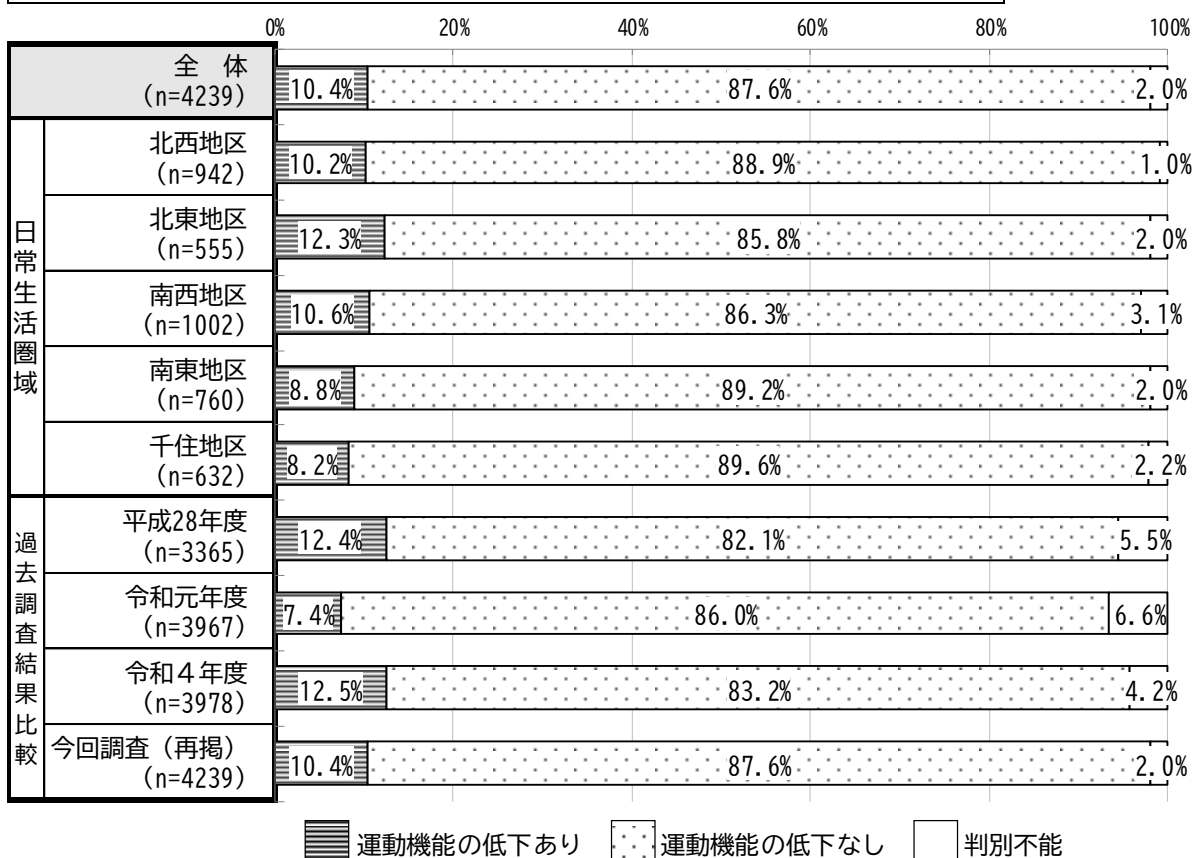 0% 20% 40% 60% 80% 100%
全　体
(n=4239)
10.4% 87.6% 2.0%
日常生活圏域
北西地区
(n=942)
10.2% 88.9% 1.0%
北東地区
(n=555)
12.3% 85.8% 2.0%
南西地区
(n=1002)
10.6% 86.3% 3.1%
南東地区
(n=760)
8.8% 89.2% 2.0%
千住地区
(n=632)
8.2% 89.6% 2.2%
過去調査結果比較
平成28年度
(n=3365)
12.4% 82.1% 5.5%
令和元年度
(n=3967)
7.4% 86.0% 6.6%
令和４年度
(n=3978)
12.5% 83.2% 4.2%
今回調査（再掲）
(n=4239)
10.4% 87.6% 2.0%
運動機能の低下あり 運動機能の低下なし 判別不能